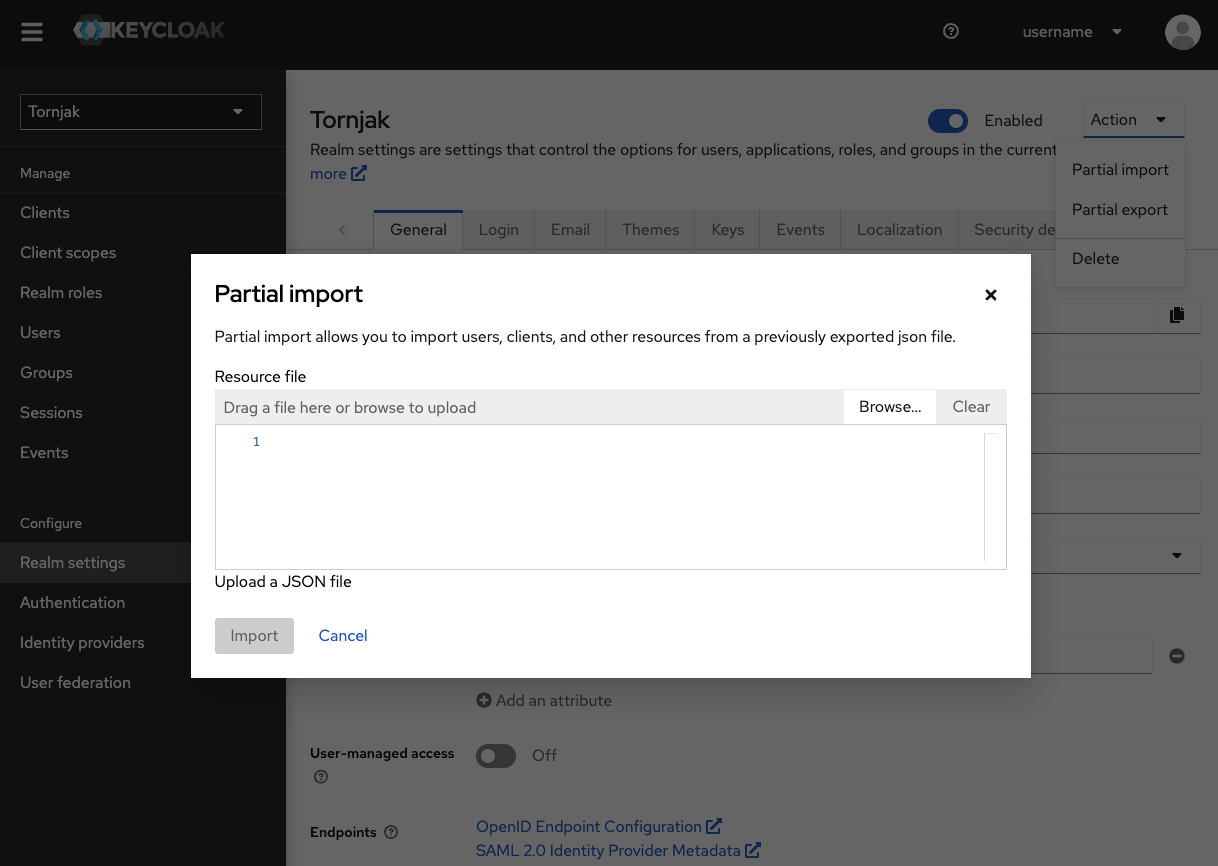 KEYCLOAK
username
Tornjak
Manage
Clients
Client scopes
Realm roles
Users
Groups
Sessions
Events
Configure
Realm settings
Authentication
Identity providers
User federation
Tornjak
Enabled
Action
Realm settings are settings that control the options for users, applications, roles, and groups in the current
more
Partial import
Partial export
Delete
General
Login
Email
Themes
Keys
Events
Localization
Security de
Partial import
Partial import allows you to import users, clients, and other resources from a previously exported json file.
Resource file
Drag a file here or browse to upload
Browse...
Clear
1
Upload a JSON file
Import
Cancel
Add an attribute
User-managed access
Off
Endpoints
OpenID Endpoint Configuration
SAML 2.0 Identity Provider Metadata